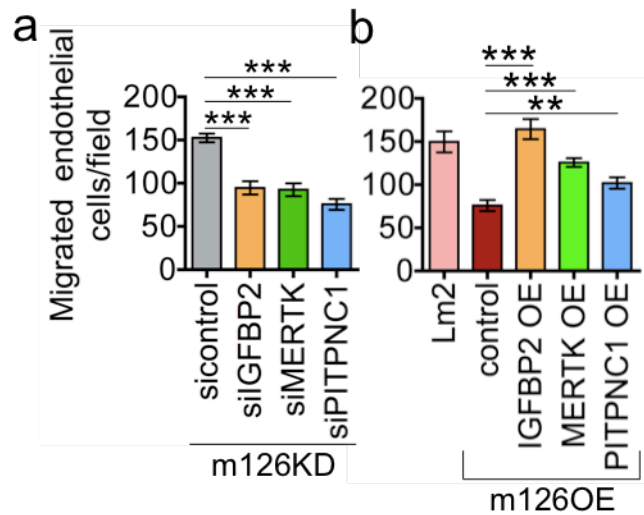 a
Migrated endothelial
cells/field
200
150
100
50
0
***
***
***
sicontrol
siIGFBP2
siMERTK
siPITPNC1
m126KD
b
200
150
100
50
0
***
***
**
Lm2
control
IGFBP2 OE
MERTK OE
PITPNC1 OE
m126OE